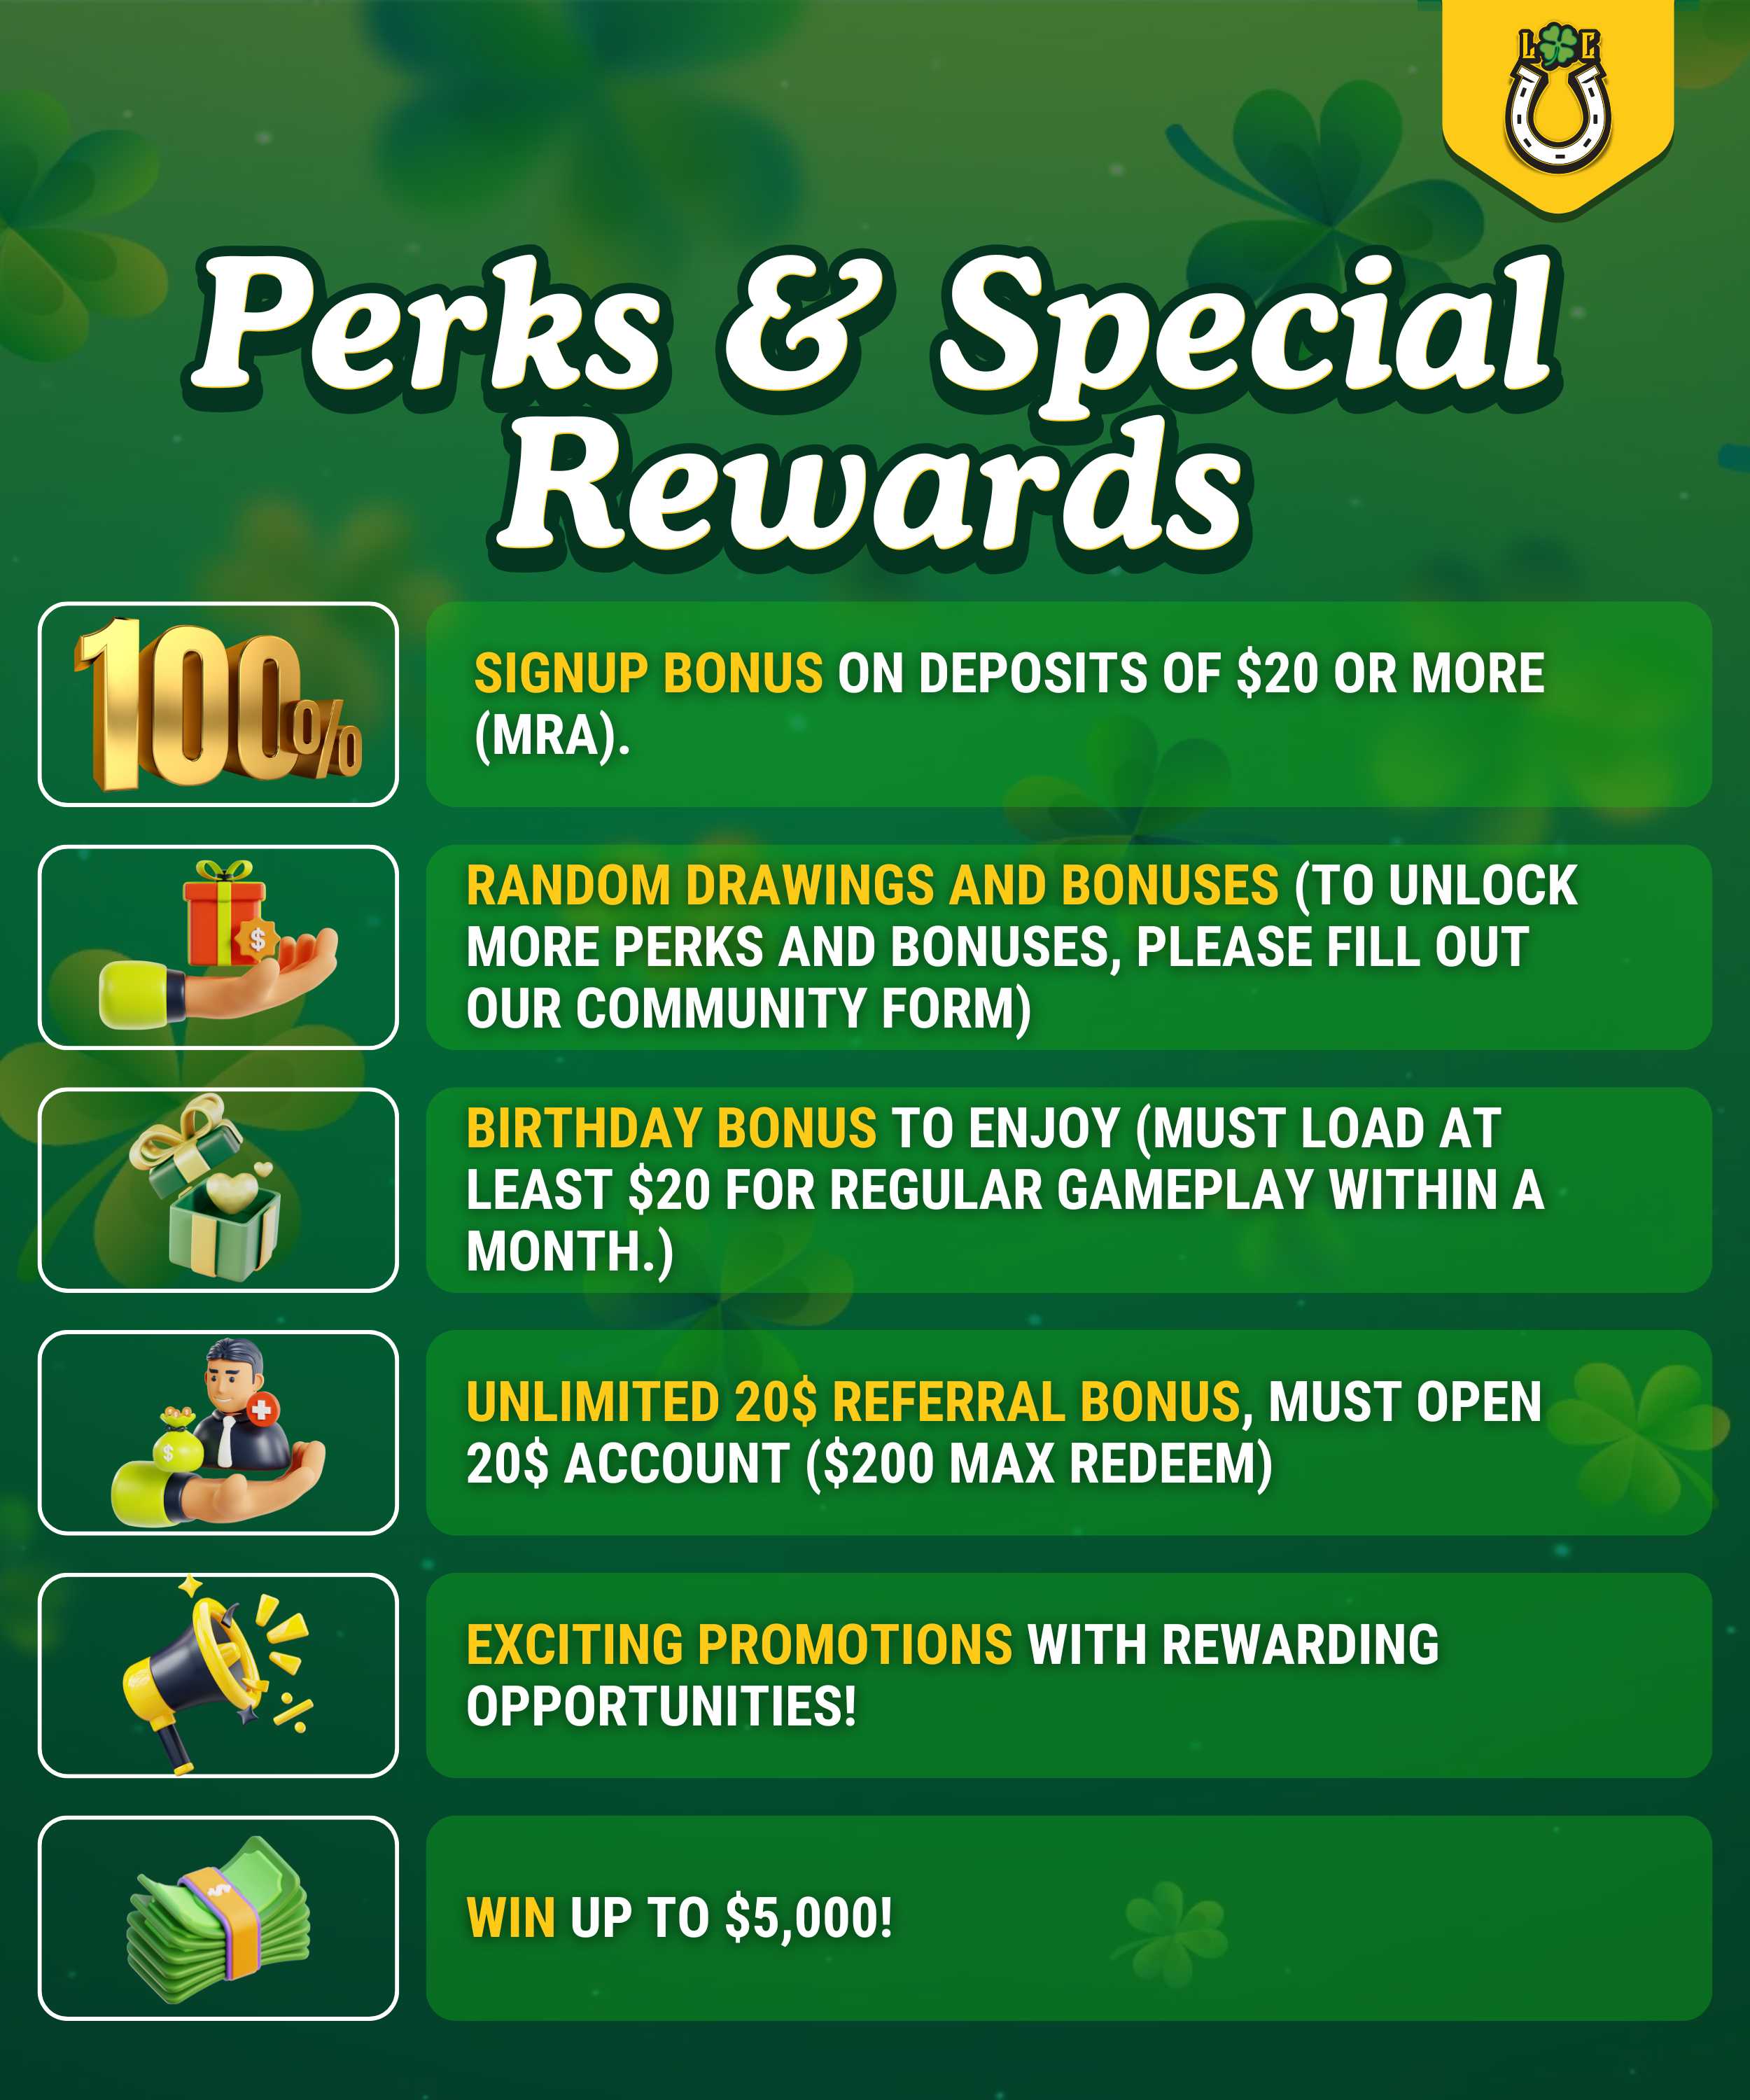 L C
Perks & Special
Rewards
100%
SIGNUP BONUS ON DEPOSITS OF $20 OR MORE
(MRA).
$
RANDOM DRAWINGS AND BONUSES (TO UNLOCK
MORE PERKS AND BONUSES, PLEASE FILL OUT
OUR COMMUNITY FORM)
BIRTHDAY BONUS TO ENJOY (MUST LOAD AT
LEAST $20 FOR REGULAR GAMEPLAY WITHIN A
MONTH.)
$
UNLIMITED 20$ REFERRAL BONUS, MUST OPEN
20$ ACCOUNT ($200 MAX REDEEM)
EXCITING PROMOTIONS WITH REWARDING
OPPORTUNITIES!
$
WIN UP TO $5,000!